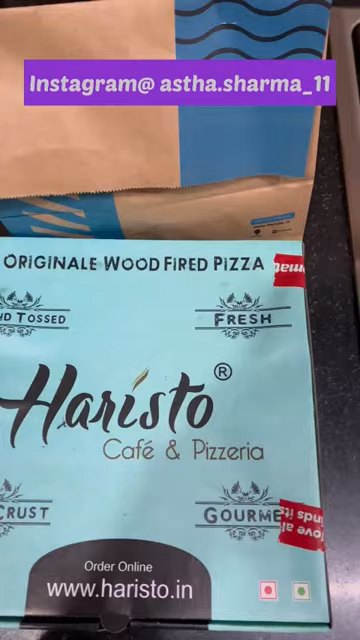 Instagram@ astha.sharma_11
ORIGINALE WOOD FIRED PIZZA
TOSSED
FRESH
Haristo®
Café & Pizzeria
CRUST
GOURME
love
Order Online
www.haristo.in